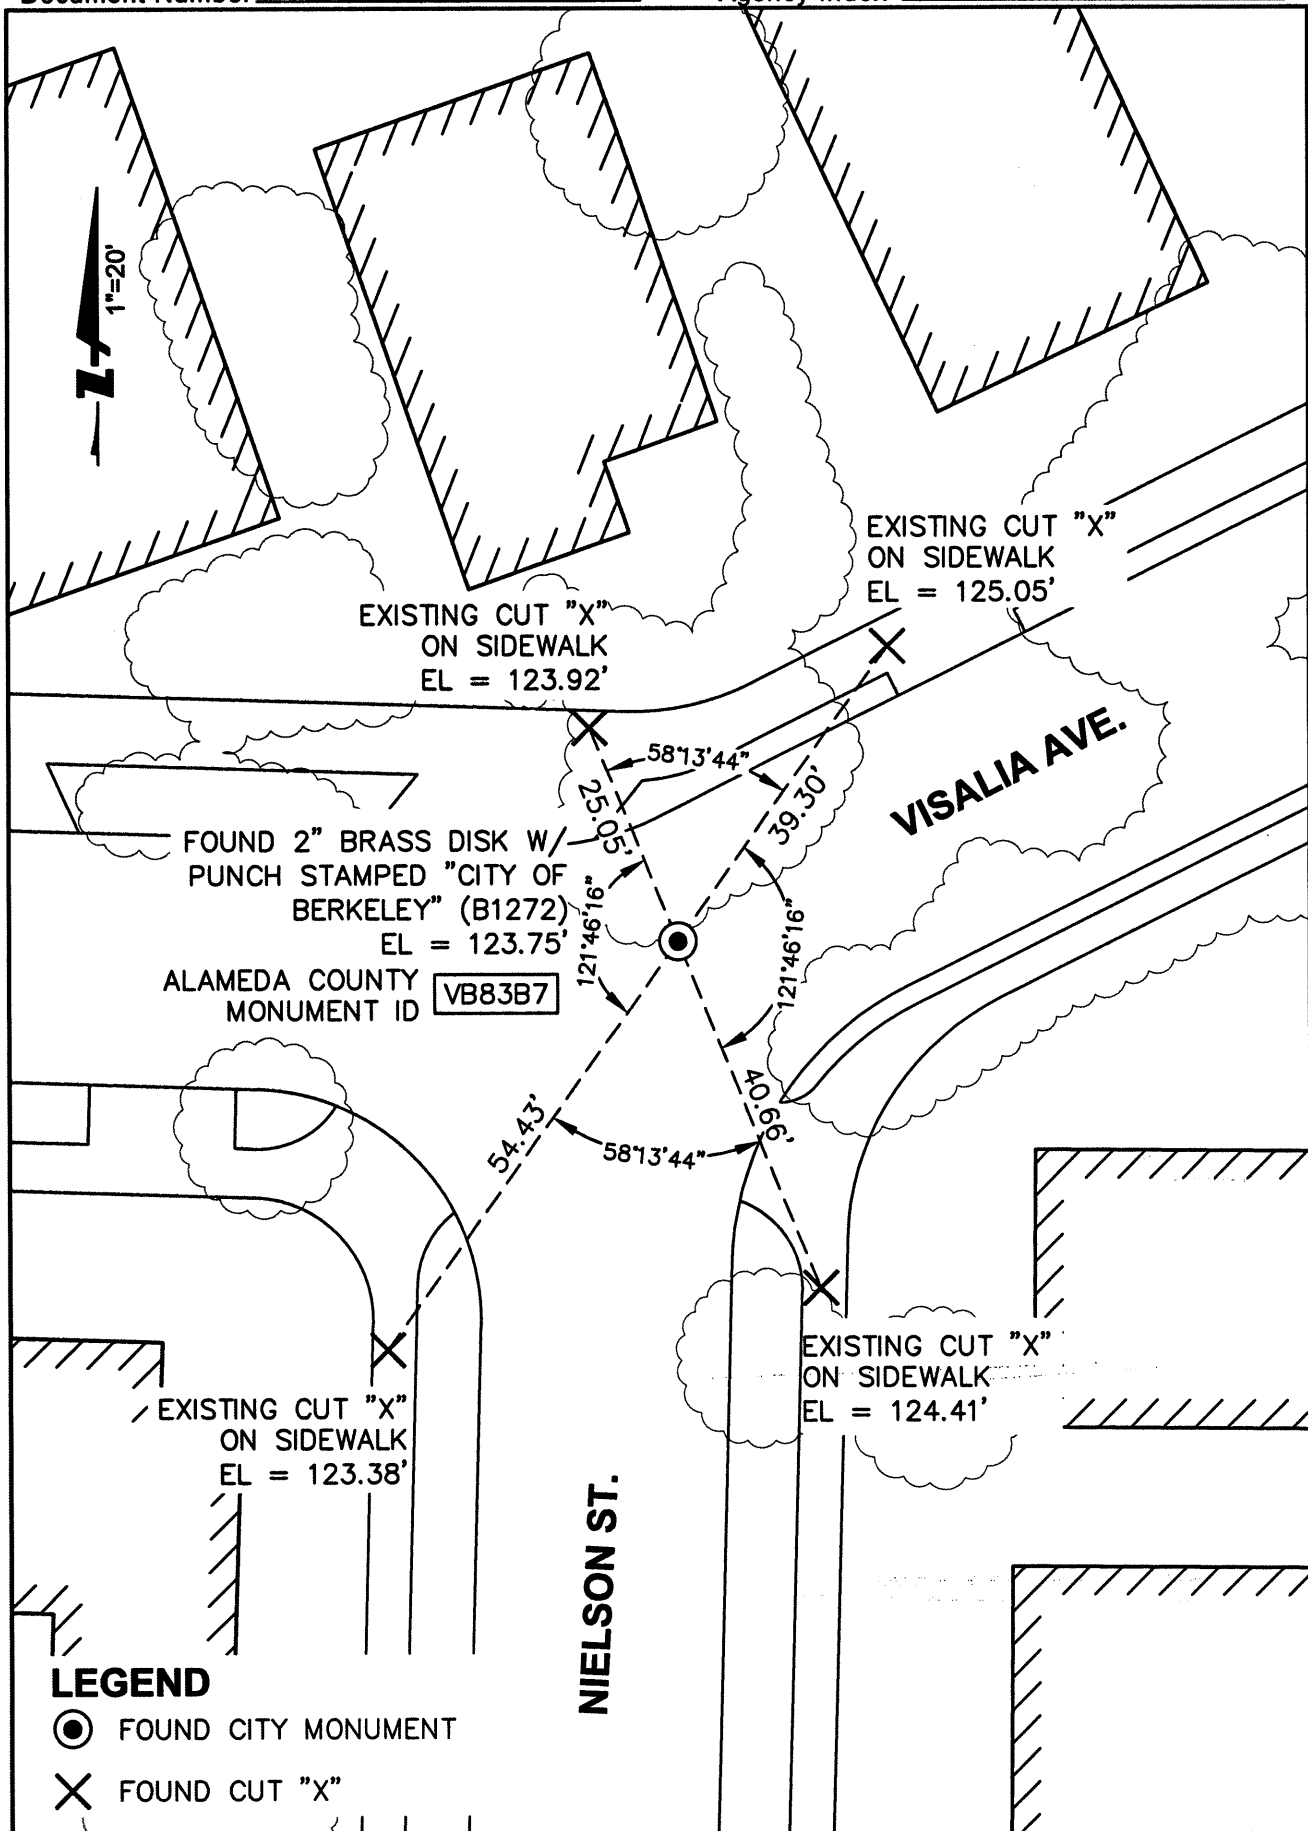 1"=20'
N
EXISTING CUT "X"
ON SIDEWALK
EL = 125.05'
EXISTING CUT "X"
ON SIDEWALK
EL = 123.92'
58°13'44"
25.05'
39.30'
VISALIA AVE.
FOUND 2" BRASS DISK W/
PUNCH STAMPED "CITY OF
BERKELEY" (B1272)
EL = 123.75'
121°46'16"
121°46'16"
ALAMEDA COUNTY
MONUMENT ID VB83B7
40.66'
54.43'
58°13'44"
EXISTING CUT "X"
ON SIDEWALK
EL = 124.41'
EXISTING CUT "X"
ON SIDEWALK
EL = 123.38'
NIELSON ST.
LEGEND
FOUND CITY MONUMENT
FOUND CUT "X"